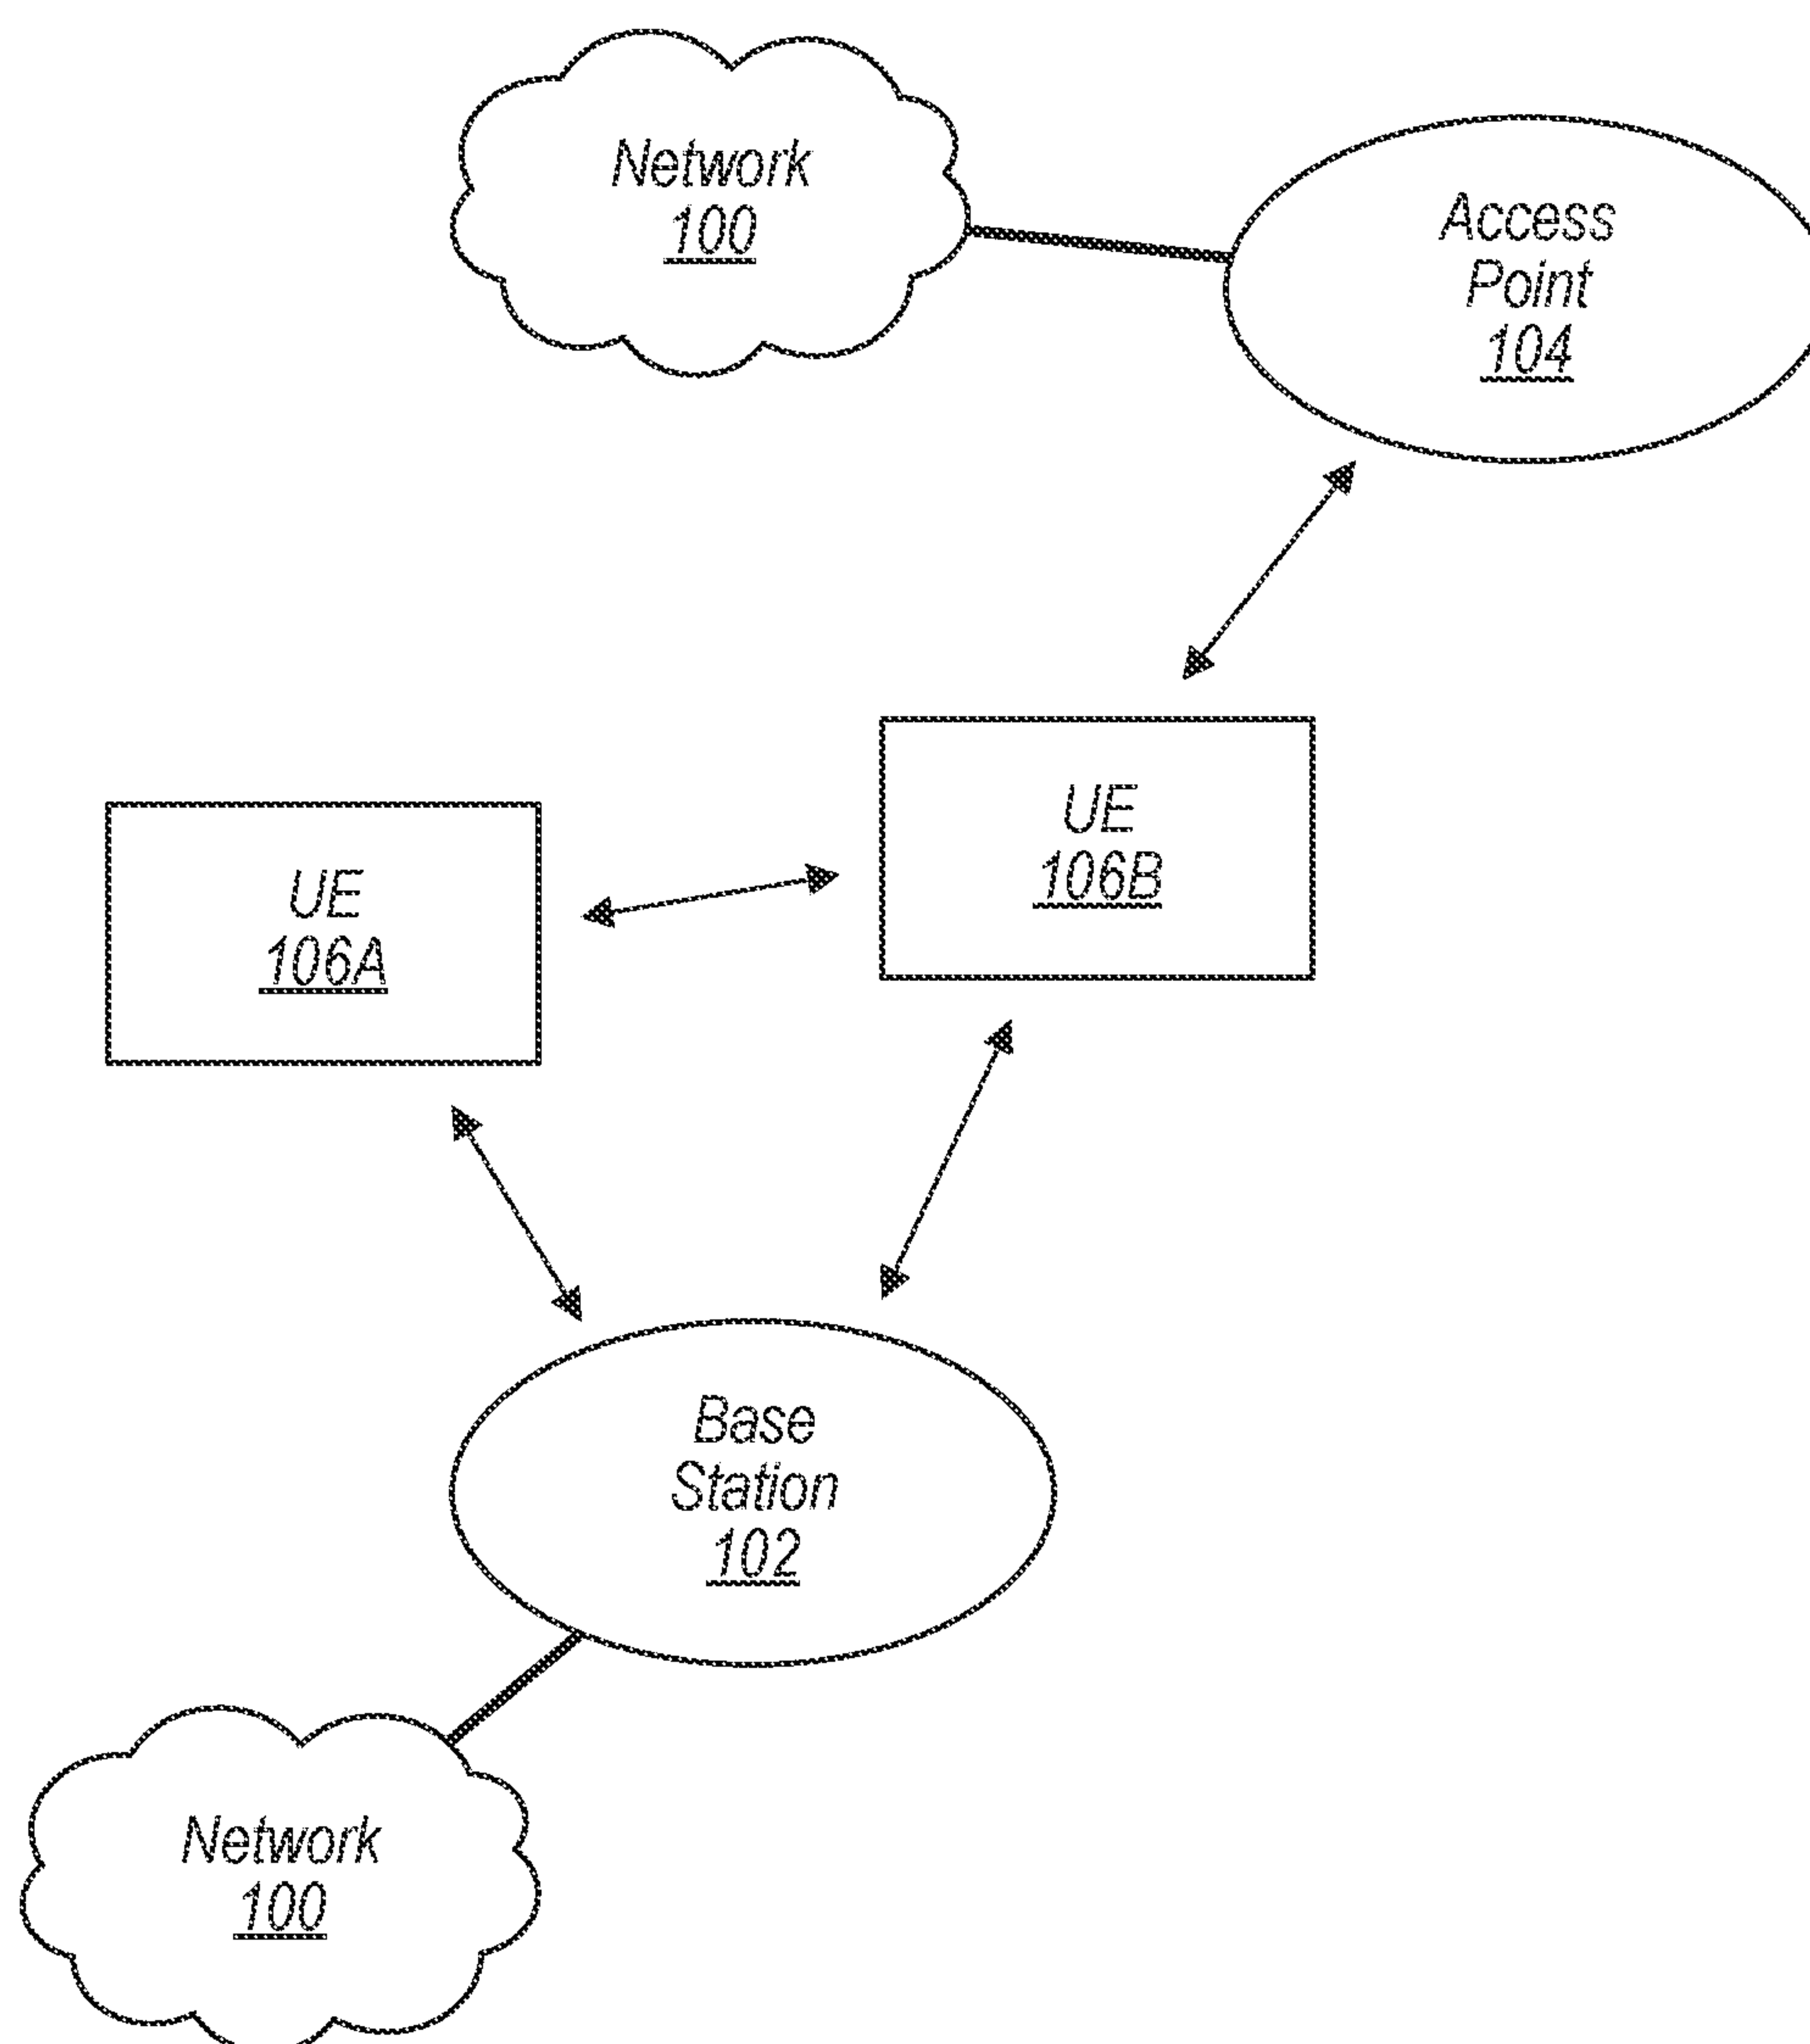 Network
100
Access
Point
104
UE
106B
UE
106A
Base
Station
102
Network
100